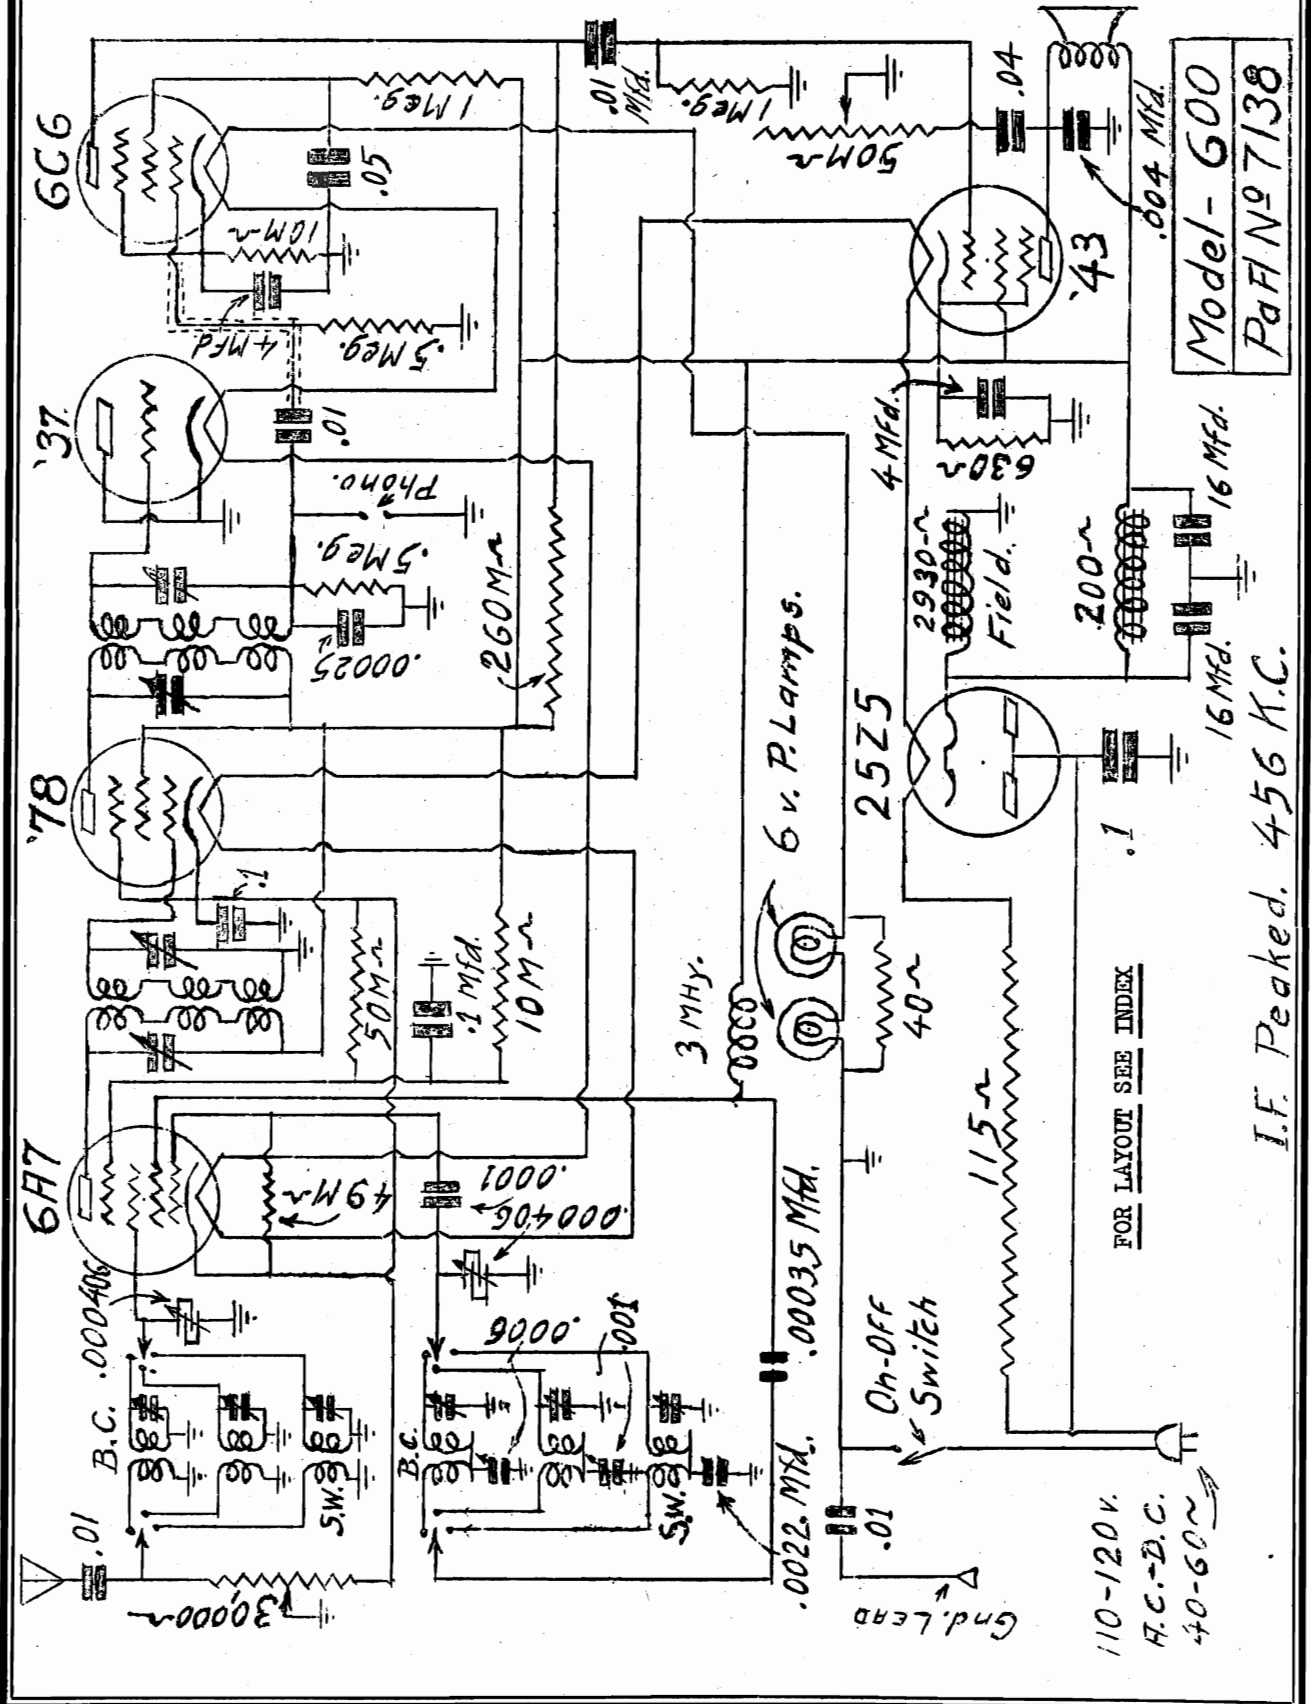 6A7
'78
'37
6C6
.01
30,000~
B.C.
.000406
S.W.
49M~
.0001
.000406
B.C.
.0006
.001
S.W.
.0022 Mfd.
.00035 Mfd.
.1
50M~
.1 Mfd.
10M~
.00025
.5 Meg.
Phono.
260M~
.01
4 MFd
.5 Meg.
10M~
.05
1 Meg.
.01 Mfd.
1 Meg.
50M~
.04
.004 Mfd.
'43
4 Mfd.
630~
3 MHy.
6 v. P. Lamps.
40~
25Z5
2930~
Field.
200~
16 Mfd.
16 Mfd.
.1
115~
On-OFF
Switch
.01
Gnd. LEAD
110-120 v.
A.C.-D.C.
40-60~
FOR LAYOUT SEE INDEX
I.F. Peaked. 456 K.C.
Model-600
Pat Nº 7138